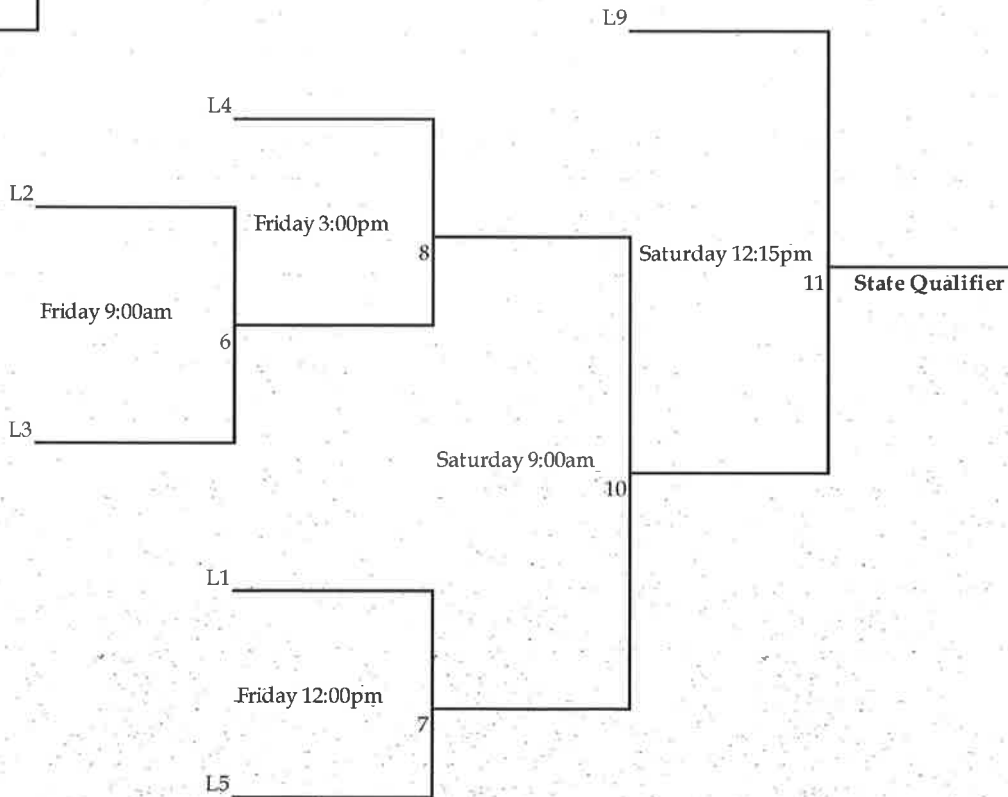 L9
L4
L2
Friday 3:00pm
8
Saturday 12:15pm
11
State Qualifier
Friday 9:00am
6
L3
Saturday 9:00am
10
L1
Friday 12:00pm
7
L5